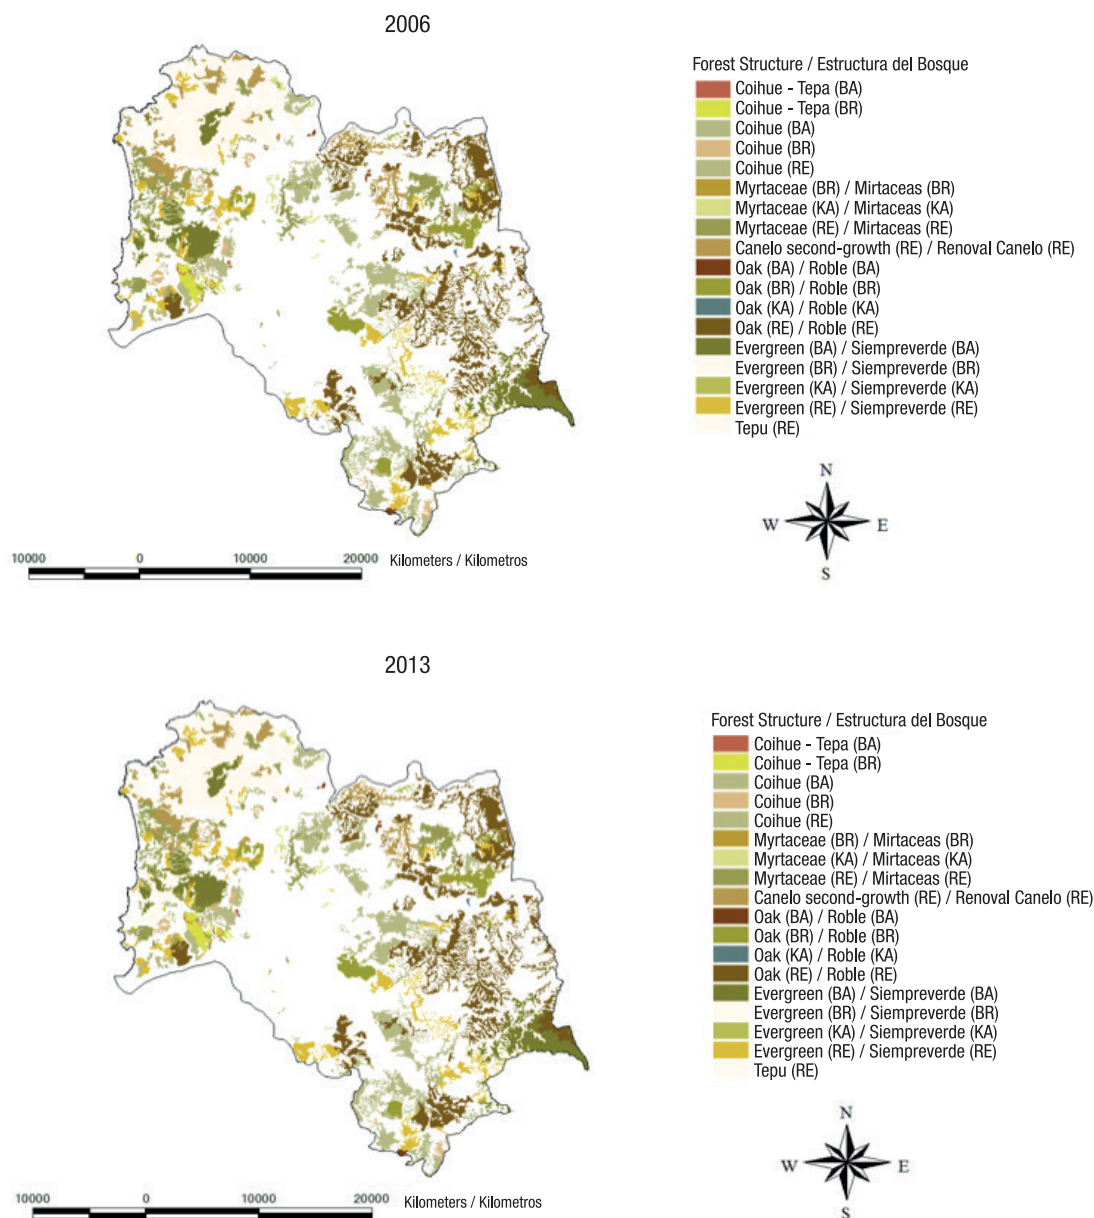 2006
Forest Structure / Estructura del Bosque
Coihue - Tepa (BA)
Coihue - Tepa (BR)
Coihue (BA)
Coihue (BR)
Coihue (RE)
Myrtaceae (BR) / Mirtaceas (BR)
Myrtaceae (KA) / Mirtaceas (KA)
Myrtaceae (RE) / Mirtaceas (RE)
Canelo second-growth (RE) / Renoval Canelo (RE)
Oak (BA) / Roble (BA)
Oak (BR) / Roble (BR)
Oak (KA) / Roble (KA)
Oak (RE) / Roble (RE)
Evergreen (BA) / Siempreverde (BA)
Evergreen (BR) / Siempreverde (BR)
Evergreen (KA) / Siempreverde (KA)
Evergreen (RE) / Siempreverde (RE)
Tepu (RE)
N
W E
S
10000 0 10000 20000 Kilometers / Kilometros
2013
Forest Structure / Estructura del Bosque
Coihue - Tepa (BA)
Coihue - Tepa (BR)
Coihue (BA)
Coihue (BR)
Coihue (RE)
Myrtaceae (BR) / Mirtaceas (BR)
Myrtaceae (KA) / Mirtaceas (KA)
Myrtaceae (RE) / Mirtaceas (RE)
Canelo second-growth (RE) / Renoval Canelo (RE)
Oak (BA) / Roble (BA)
Oak (BR) / Roble (BR)
Oak (KA) / Roble (KA)
Oak (RE) / Roble (RE)
Evergreen (BA) / Siempreverde (BA)
Evergreen (BR) / Siempreverde (BR)
Evergreen (KA) / Siempreverde (KA)
Evergreen (RE) / Siempreverde (RE)
Tepu (RE)
N
W E
S
10000 0 10000 20000 Kilometers / Kilometros